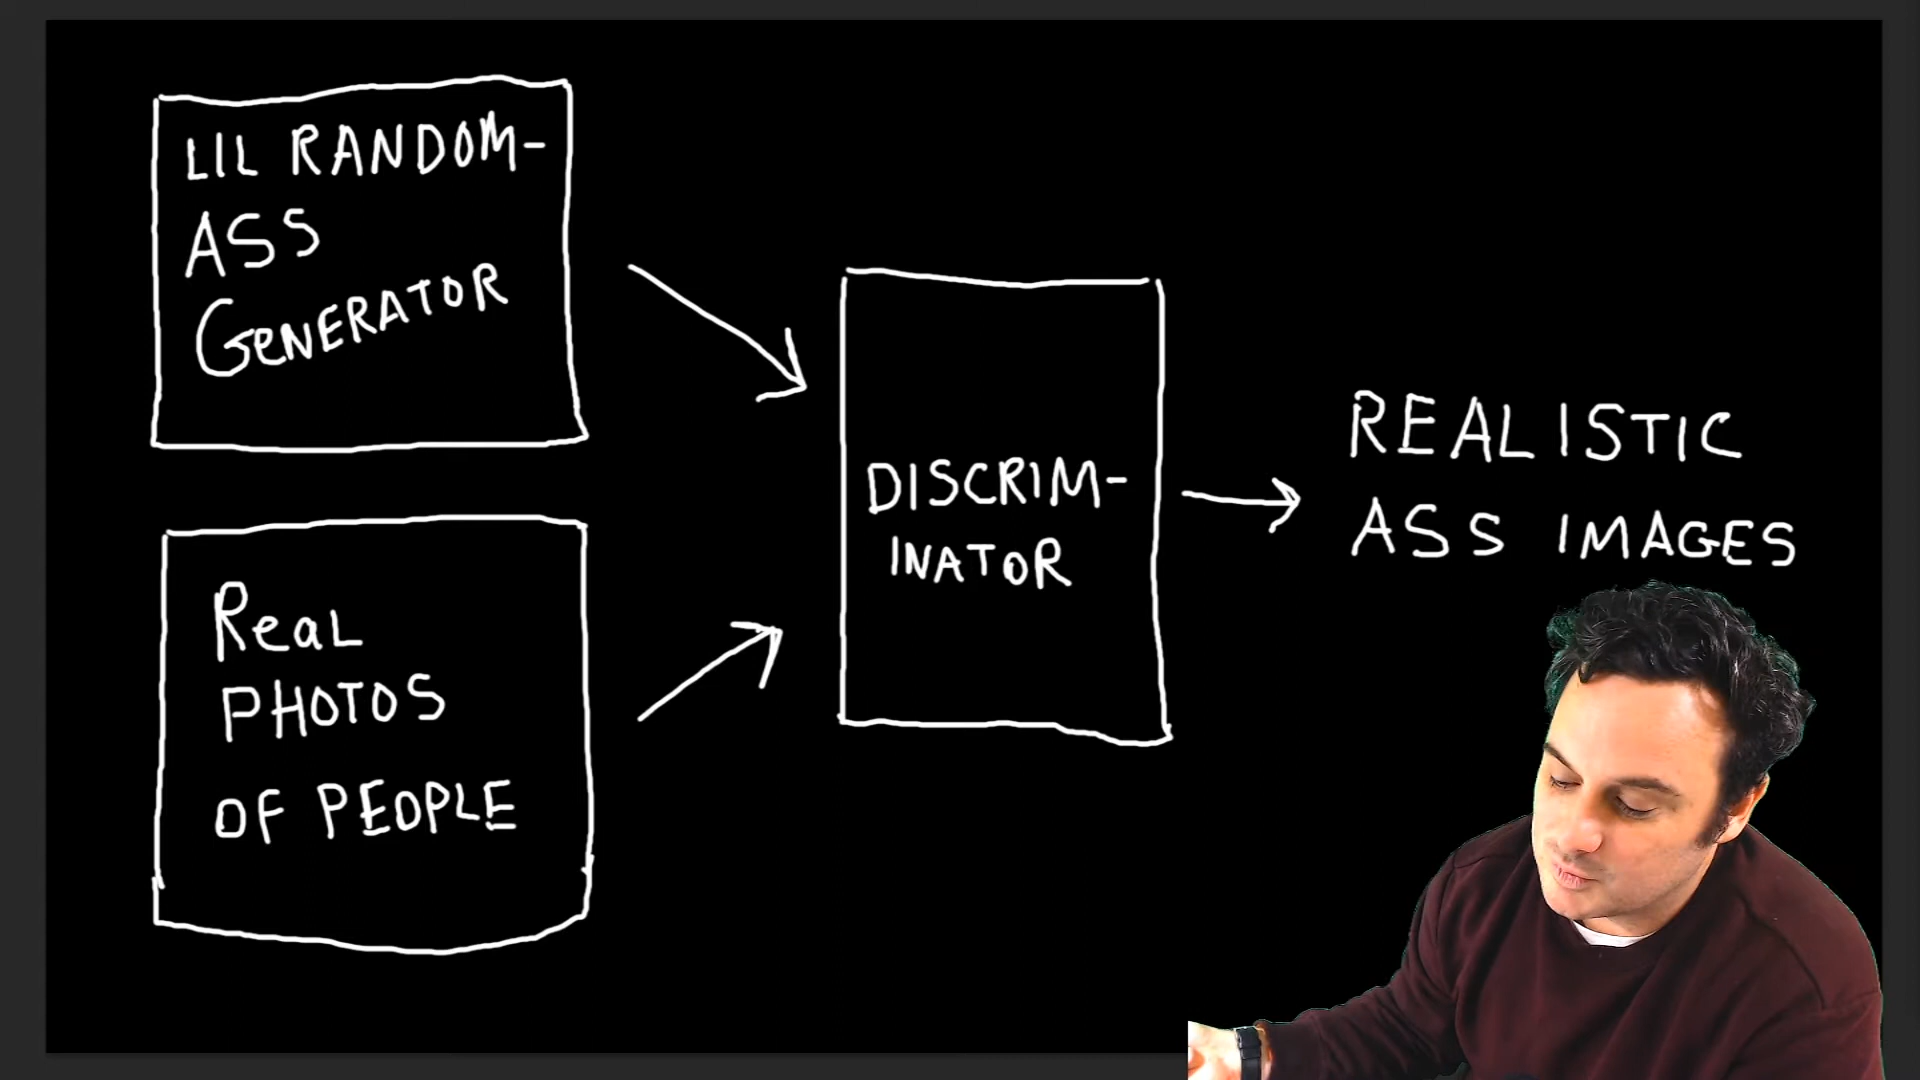 LIL RANDOM-
ASS
GeNERATOR
ReaL
PHOTOS
OF PEOPLE
DISCRIM-
INATOR
REALISTIC
ASS IMAGES